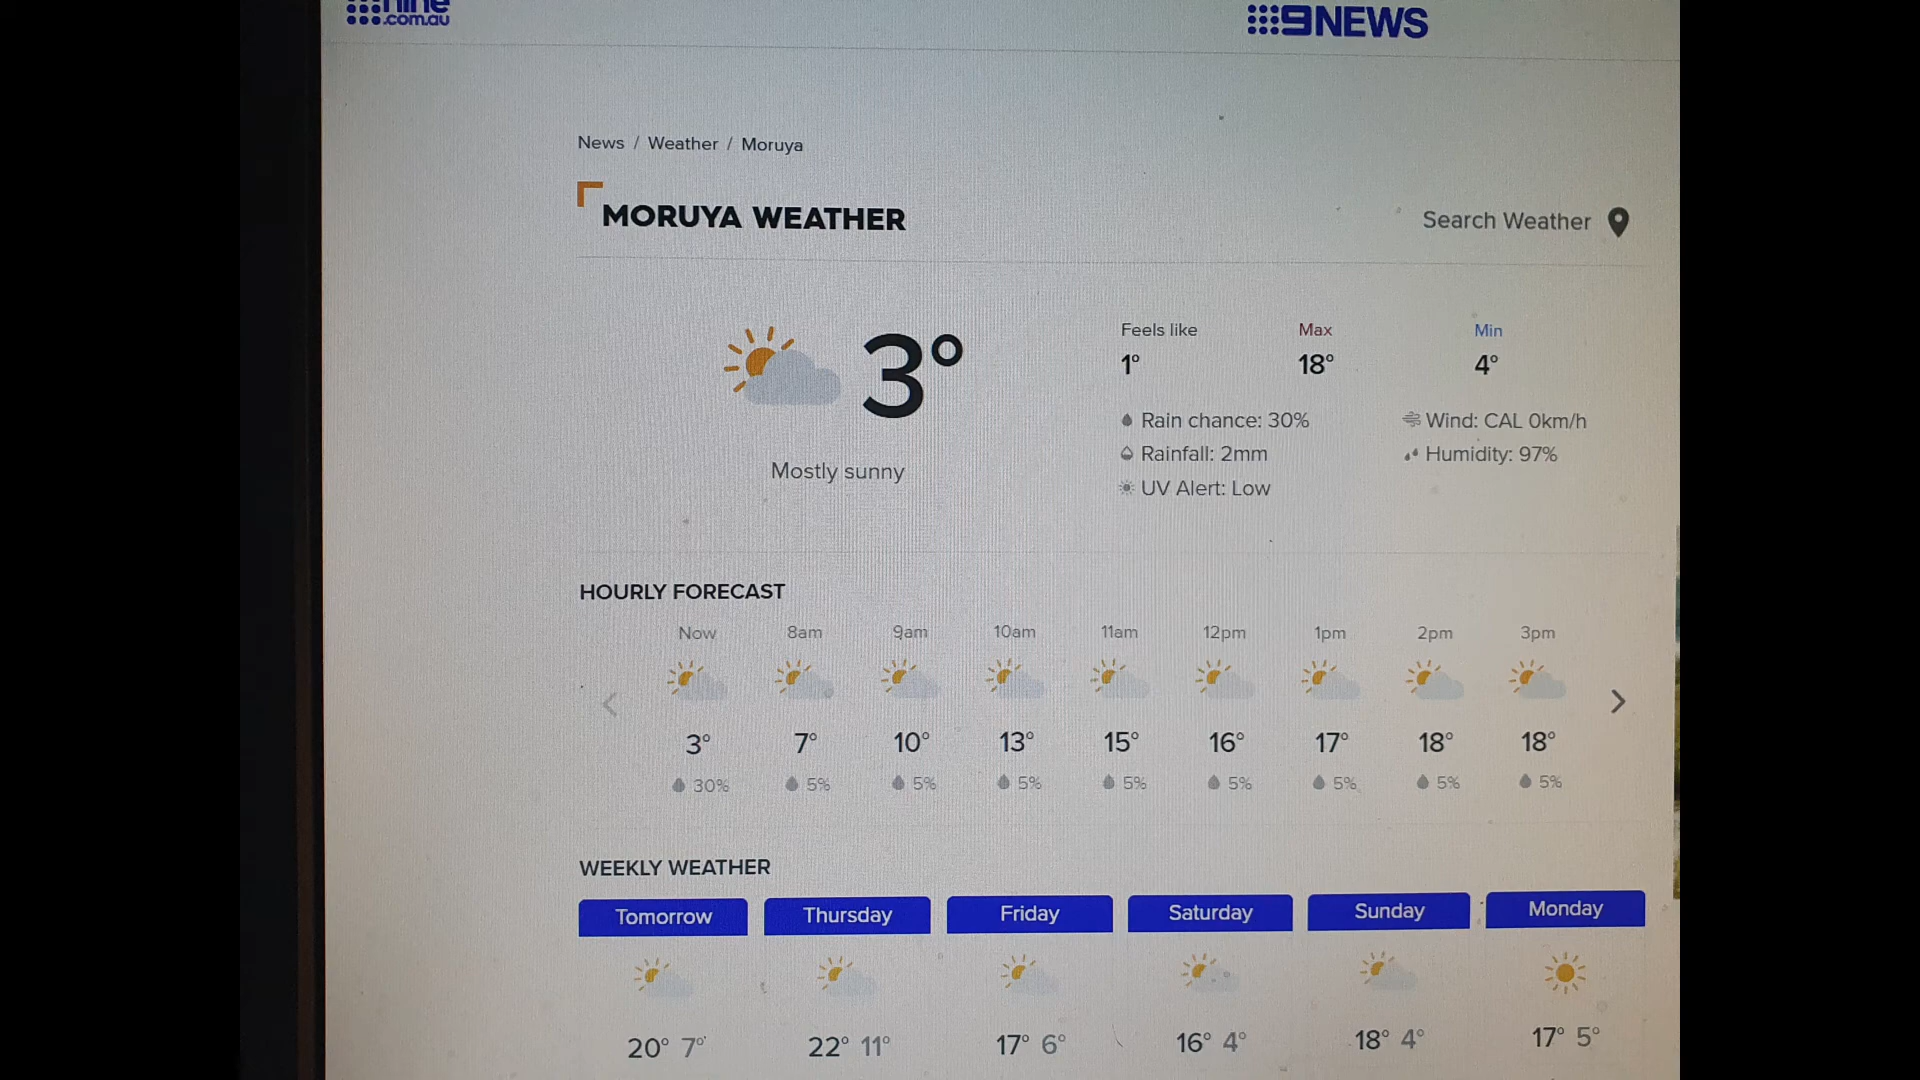 nine
.com.au
9NEWS
News / Weather / Moruya
MORUYA WEATHER
Search Weather
3°
Mostly sunny
Feels like Max Min
1° 18° 4°
Rain chance: 30% Wind: CAL 0km/h
Rainfall: 2mm Humidity: 97%
UV Alert: Low
HOURLY FORECAST
Now 8am 9am 10am 11am 12pm 1pm 2pm 3pm
3° 7° 10° 13° 15° 16° 17° 18° 18°
30% 5% 5% 5% 5% 5% 5% 5% 5%
WEEKLY WEATHER
Tomorrow Thursday Friday Saturday Sunday Monday
20° 7° 22° 11° 17° 6° 16° 4° 18° 4° 17° 5°